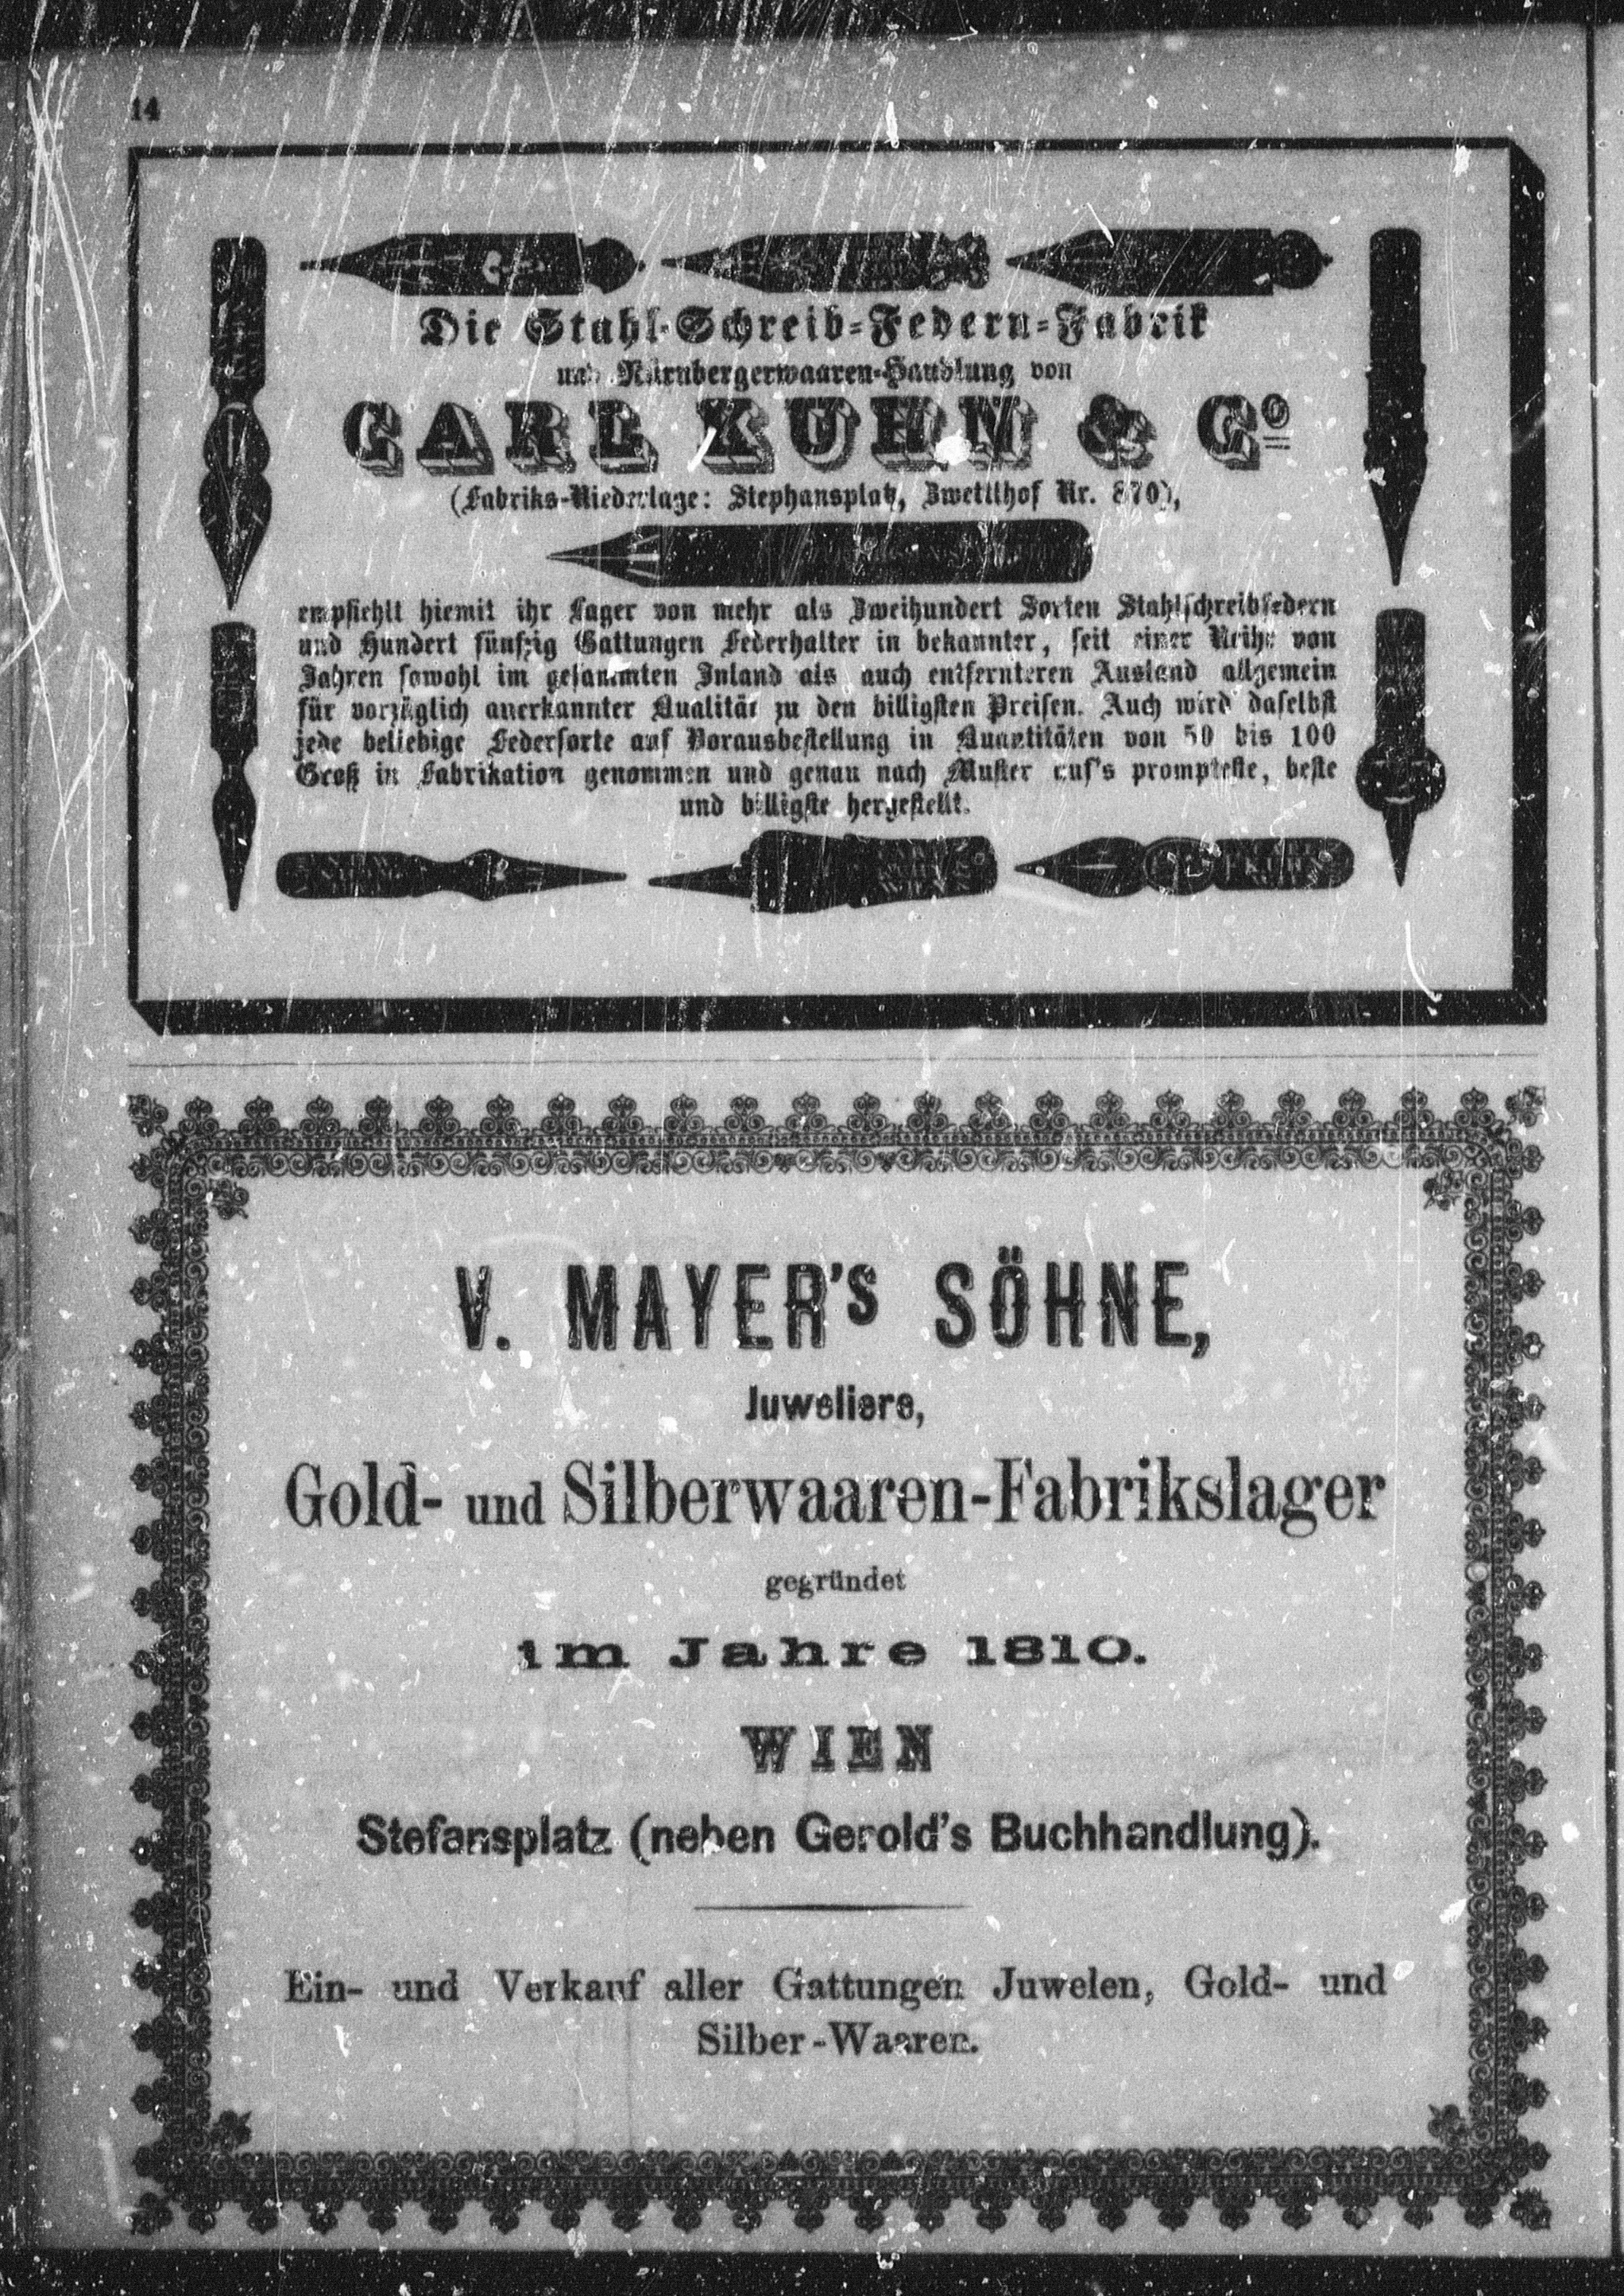 14
Die Stahl-Schreib-Federn-Fabrik
und Nürnbergerwaaren-Handlung von
CARL KUHN & Co
(Fabriks-Niederlage: Stephansplatz, Zwettlhof Nr. 870),
empfiehlt hiemit ihr Lager von mehr als Zweihundert Sorten Stahlschreibfedern
und Hundert fünfzig Gattungen Federhalter in bekannter, seit einer Reihe von
Jahren sowohl im gesammten Inland als auch entfernteren Ausland allgemein
für vorzüglich anerkannter Qualität zu den billigsten Preisen. Auch wird daselbst
jede beliebige Federsorte auf Vorausbestellung in Quantitäten von 50 bis 100
Groß in Fabrikation genommen und genau nach Muster auf's prompteste, beste
und billigste hergestellt.
V. MAYER's SÖHNE,
Juweliere,
Gold- und Silberwaaren-Fabrikslager
gegründet
im Jahre 1810.
WIEN
Stefansplatz (neben Gerold's Buchhandlung).
Ein- und Verkauf aller Gattungen Juwelen, Gold- und
Silber-Waaren.